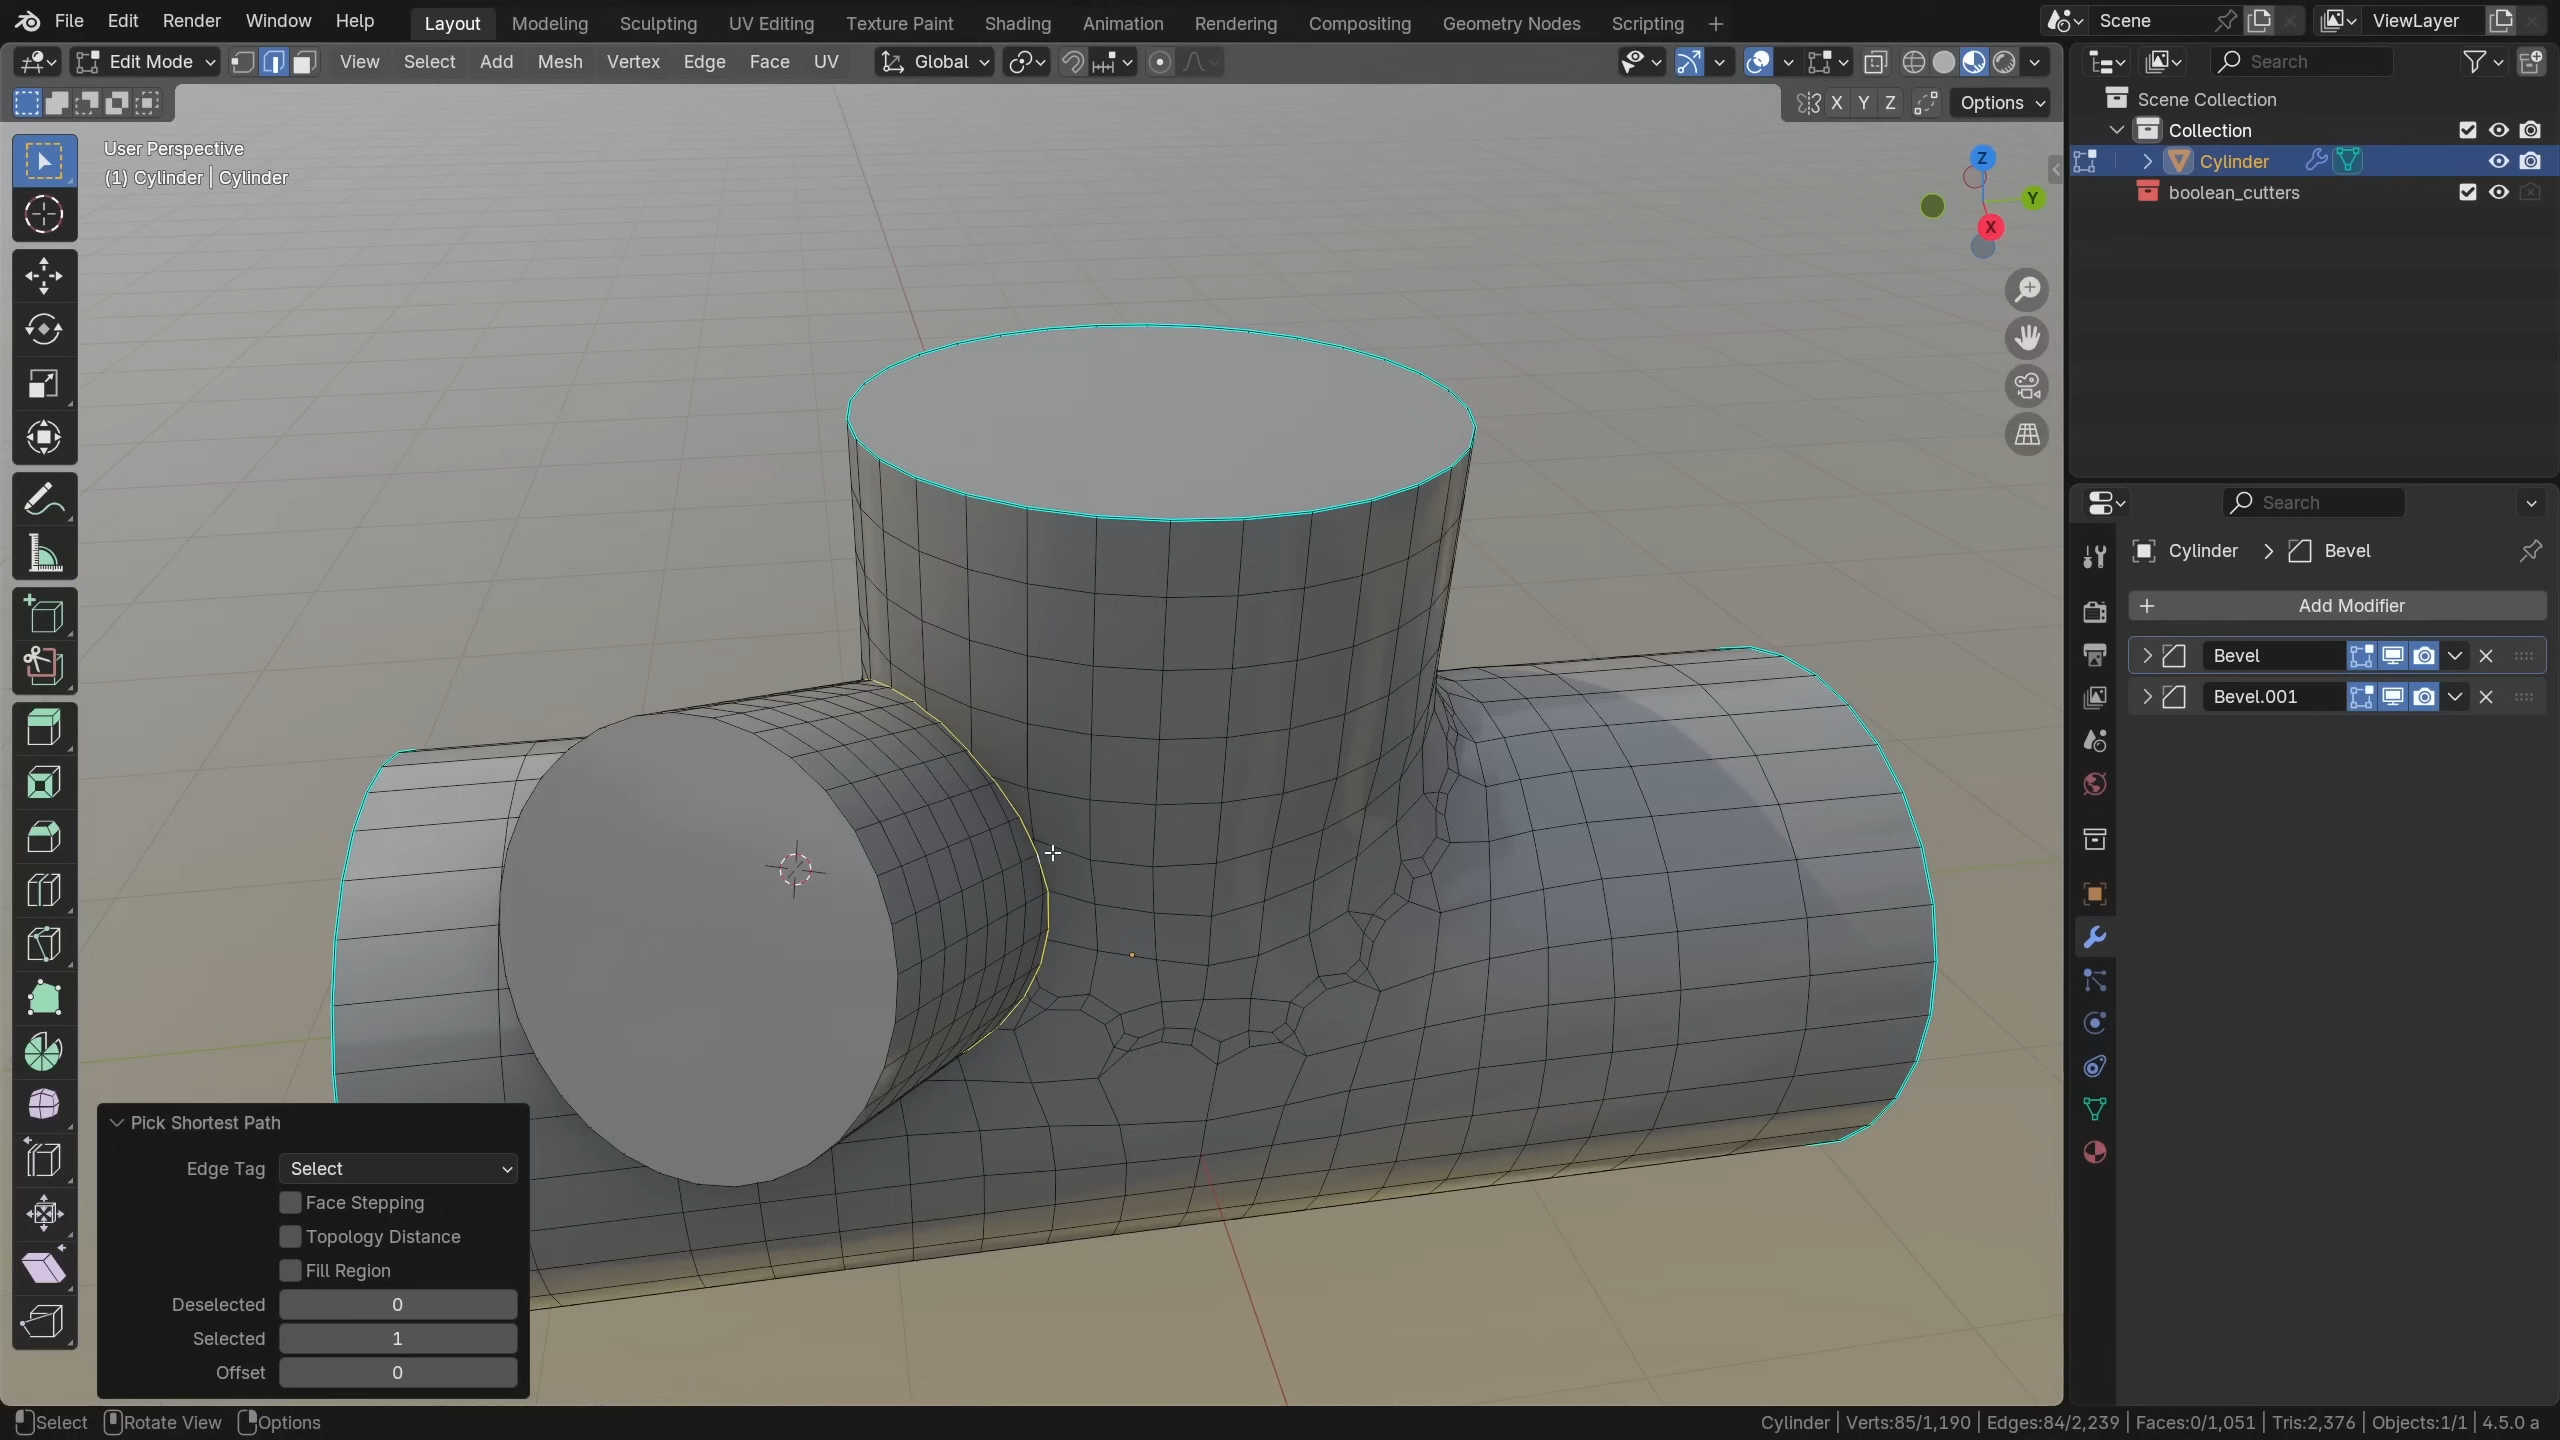 File Edit Render Window Help Layout Modeling Sculpting UV Editing Texture Paint Shading Animation Rendering Compositing Geometry Nodes Scripting + Scene ViewLayer
Edit Mode View Select Add Mesh Vertex Edge Face UV Global Search
X Y Z Options
Scene Collection
Collection
Cylinder
boolean_cutters
User Perspective
(1) Cylinder | Cylinder
Z
Y
X
Search
Cylinder > Bevel
+ Add Modifier
Bevel
Bevel.001
Pick Shortest Path
Edge Tag Select
Face Stepping
Topology Distance
Fill Region
Deselected 0
Selected 1
Offset 0
Select Rotate View Options
Cylinder | Verts:85/1,190 | Edges:84/2,239 | Faces:0/1,051 | Tris:2,376 | Objects:1/1 | 4.5.0 a